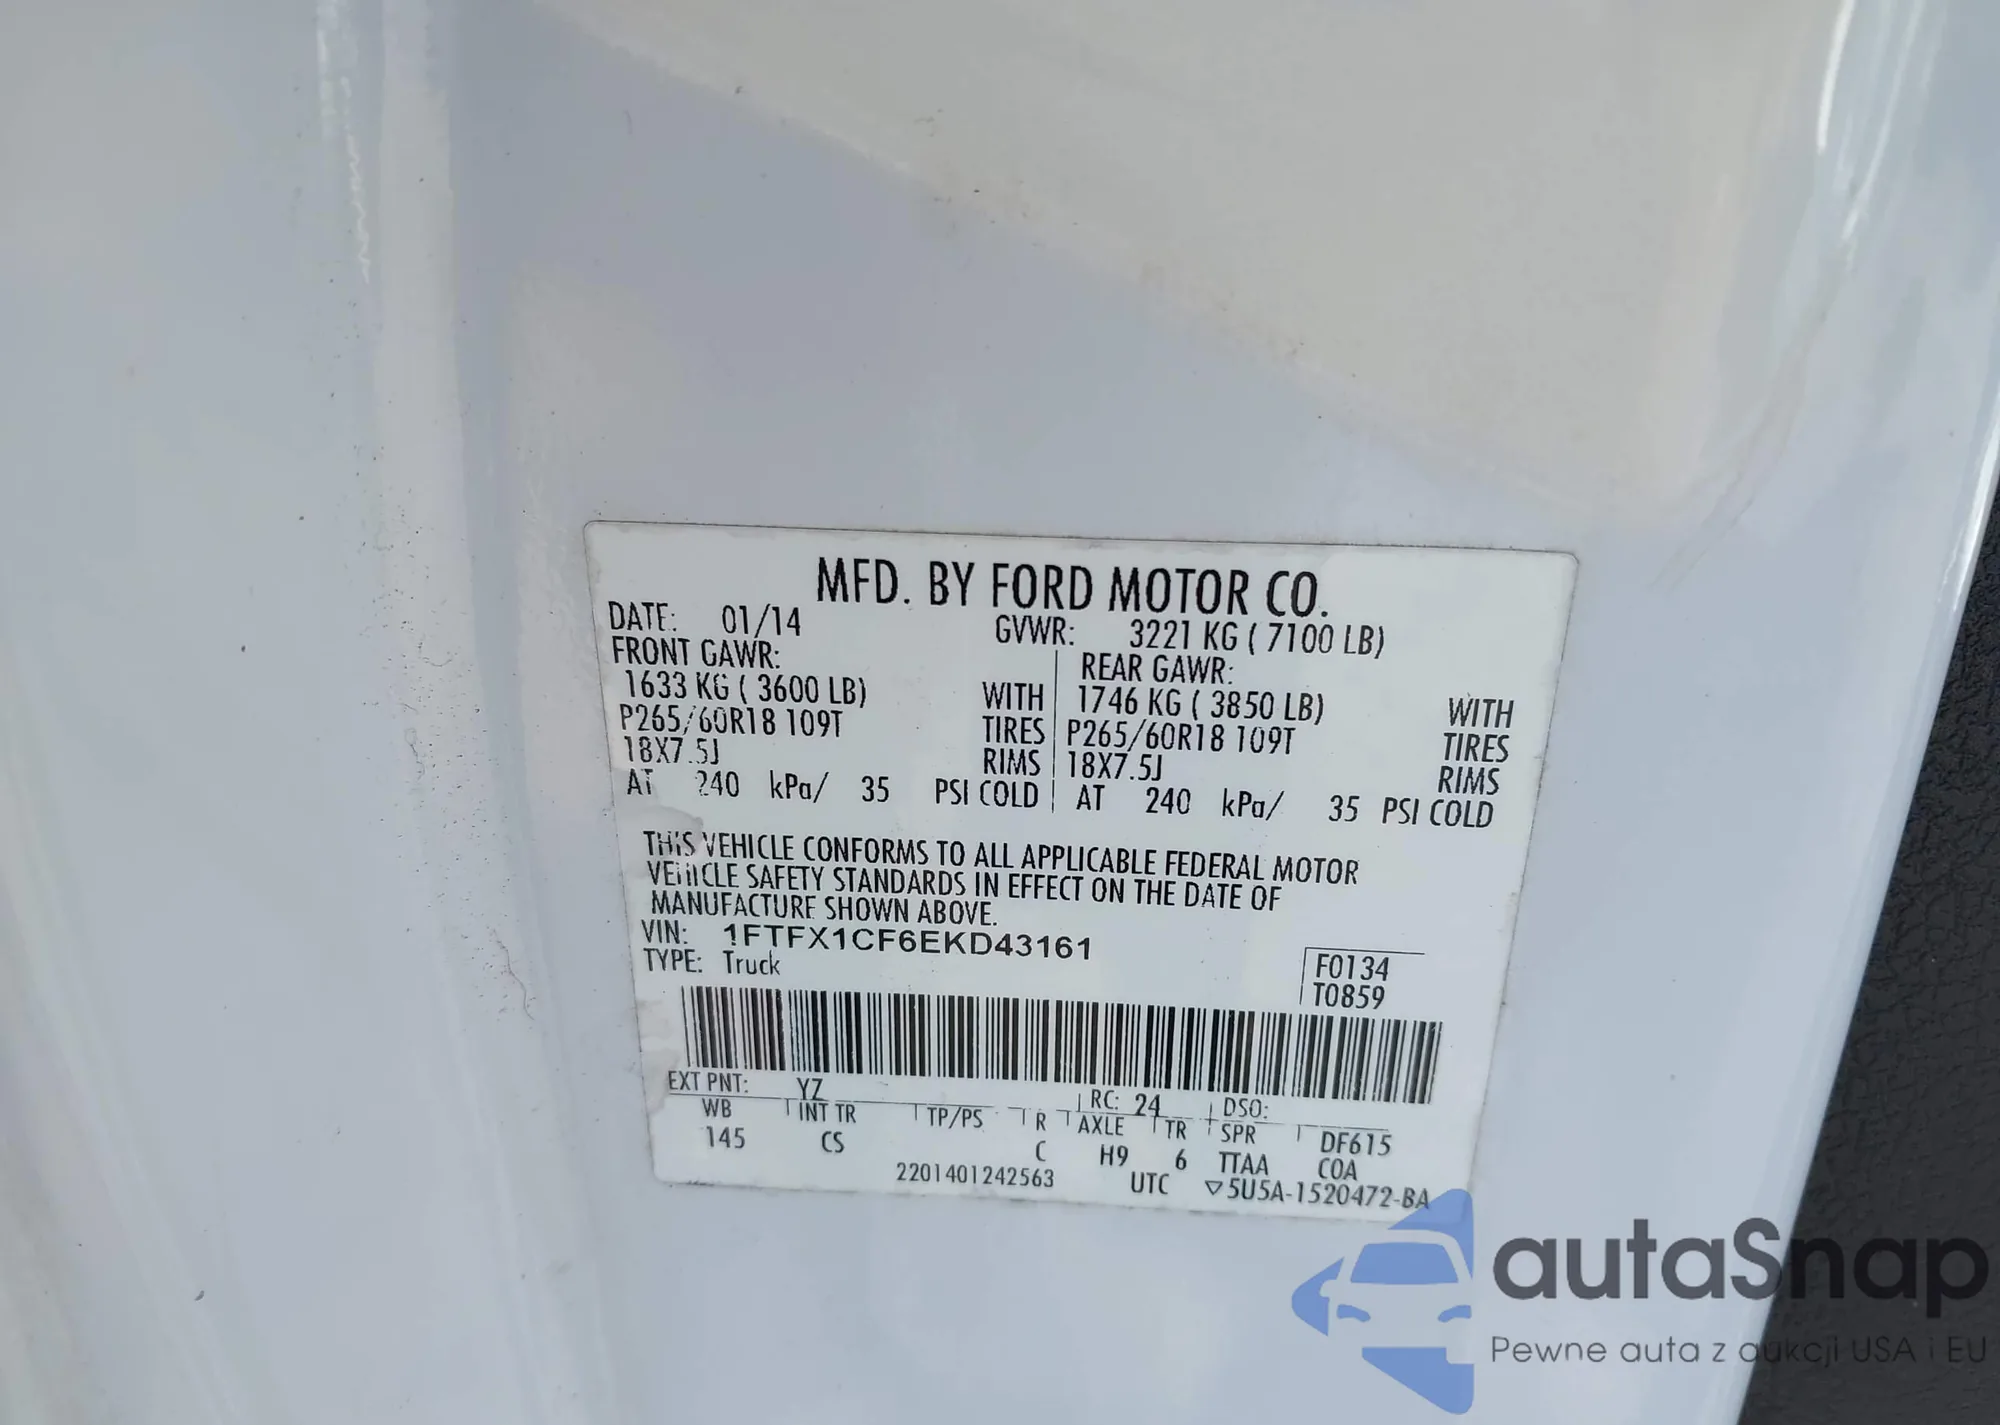 MFD. BY FORD MOTOR CO.
DATE: 01/14 GVWR: 3221 KG ( 7100 LB)
FRONT GAWR: REAR GAWR:
1633 KG ( 3600 LB) WITH 1746 KG ( 3850 LB) WITH
P265/60R18 109T TIRES P265/60R18 109T TIRES
18X7.5J RIMS 18X7.5J RIMS
AT 240 kPa/ 35 PSI COLD AT 240 kPa/ 35 PSI COLD
THIS VEHICLE CONFORMS TO ALL APPLICABLE FEDERAL MOTOR
VEHICLE SAFETY STANDARDS IN EFFECT ON THE DATE OF
MANUFACTURE SHOWN ABOVE.
VIN: 1FTFX1CF6EKD43161
TYPE: Truck
F0134
T0859
EXT PNT: YZ RC: 24 DSO:
WB INT TR TP/PS R AXLE TR SPR DF615
145 CS C H9 6 TTAA COA
2201401242563 UTC ▽5U5A-1520472-BA
autaSnap
Pewne auta z aukcji USA i EU